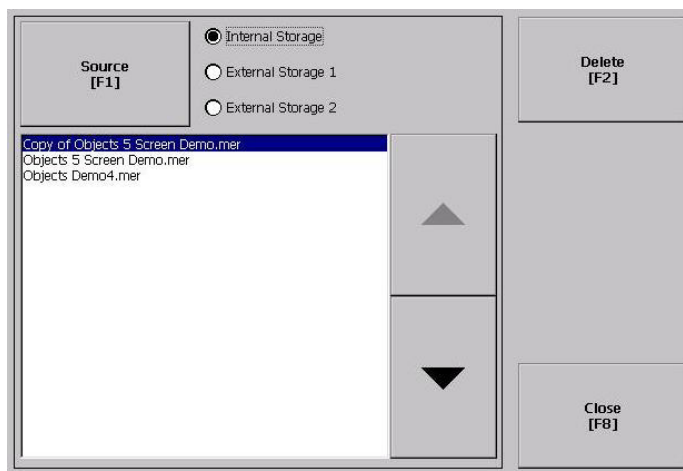 Source
[F1]
Internal Storage
External Storage 1
External Storage 2
Delete
[F2]
Copy of Objects 5 Screen Demo.mer
Objects 5 Screen Demo.mer
Objects Demo4.mer
Close
[F8]